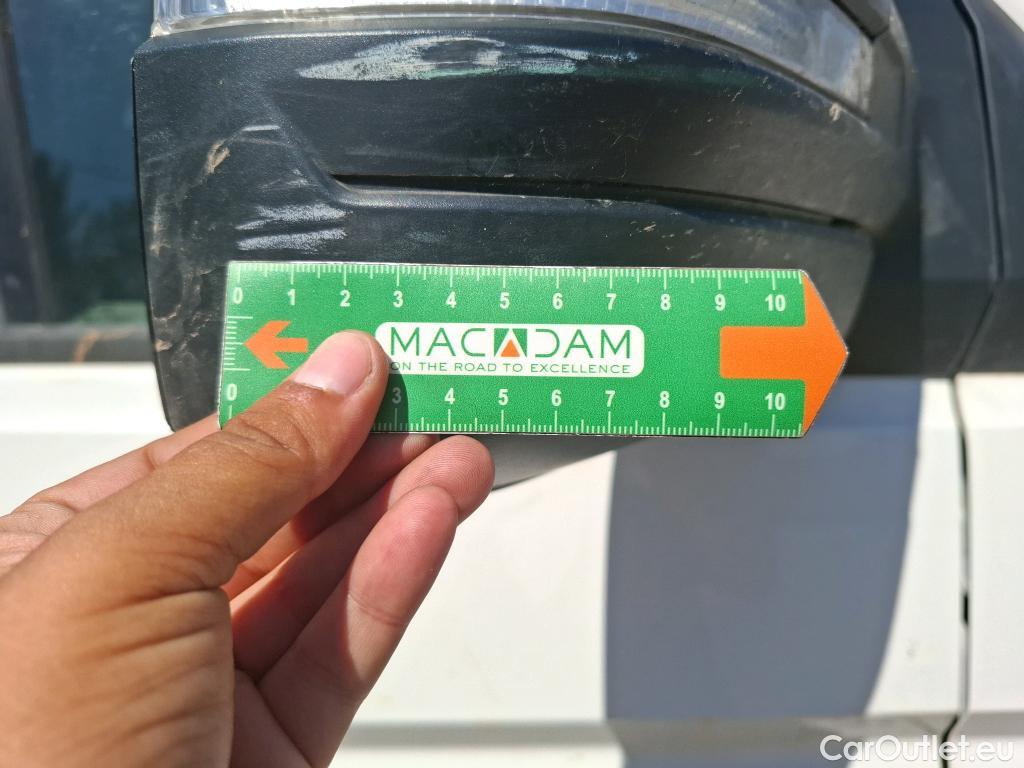 0 1 2 3 4 5 6 7 8 9 10
MACADAM
ON THE ROAD TO EXCELLENCE
0 3 4 5 6 7 8 9 10
CarOutlet.eu